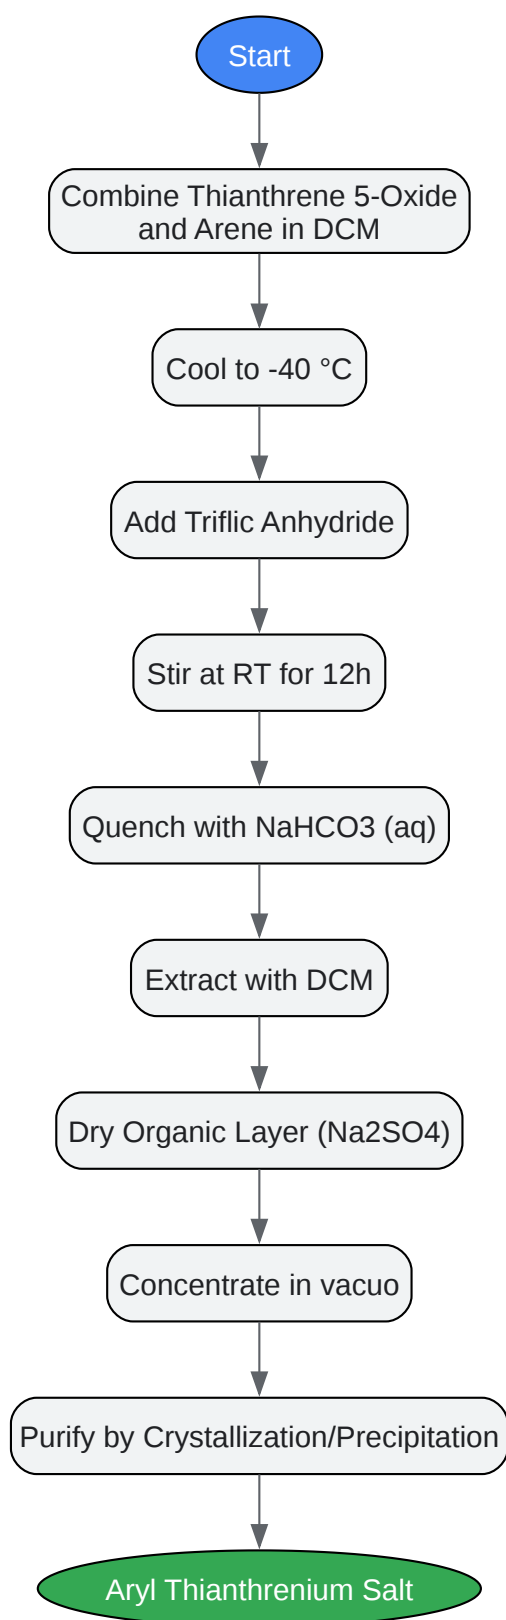 Start
Combine Thianthrene 5-Oxide
and Arene in DCM
Cool to -40 °C
Add Triflic Anhydride
Stir at RT for 12h
Quench with NaHCO3 (aq)
Extract with DCM
Dry Organic Layer (Na2SO4)
Concentrate in vacuo
Purify by Crystallization/Precipitation
Aryl Thianthrenium Salt